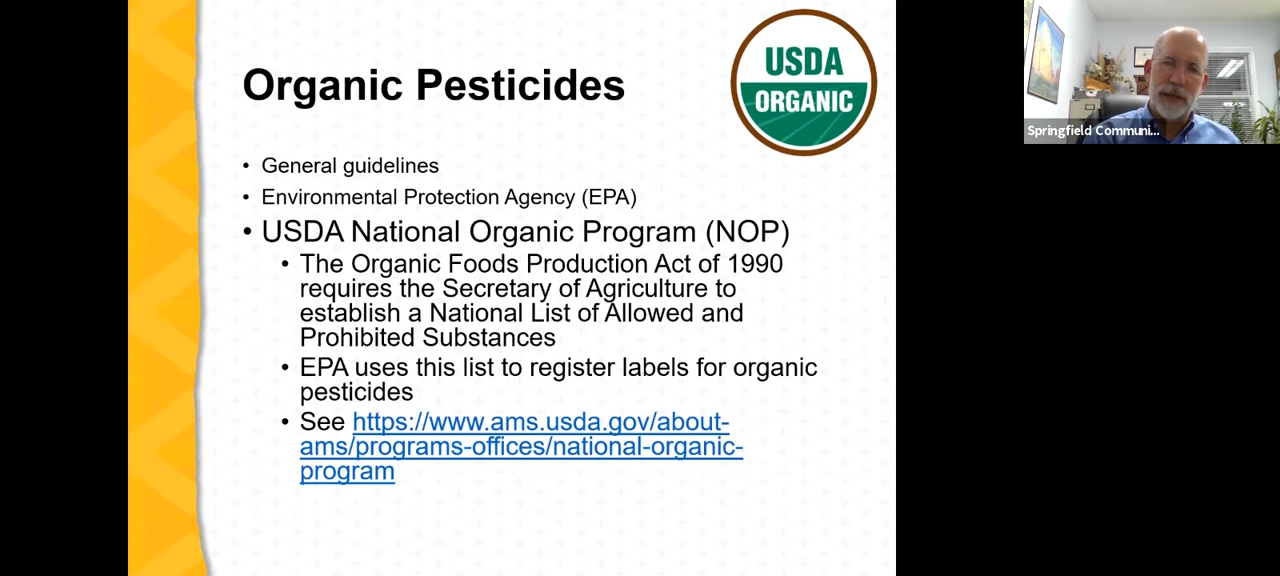 USDA
ORGANIC
Organic Pesticides
• General guidelines
• Environmental Protection Agency (EPA)
• USDA National Organic Program (NOP)
• The Organic Foods Production Act of 1990
requires the Secretary of Agriculture to
establish a National List of Allowed and
Prohibited Substances
• EPA uses this list to register labels for organic
pesticides
• See https://www.ams.usda.gov/about-
ams/programs-offices/national-organic-
program
Springfield Communi...